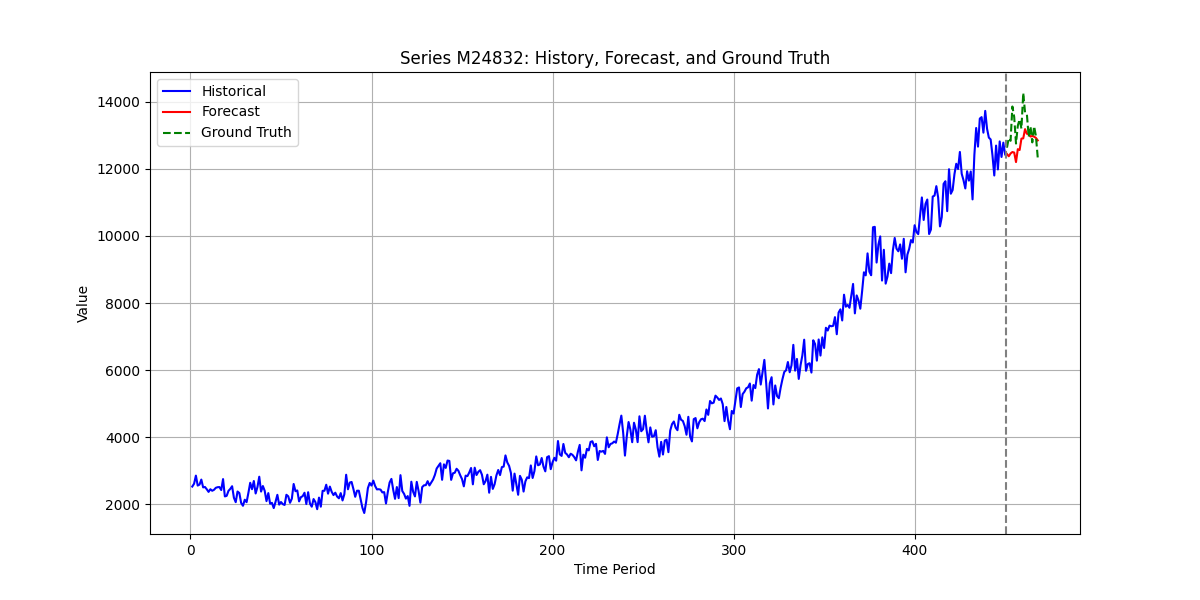 Series M24832: History, Forecast, and Ground Truth
Historical
Forecast
Ground Truth
14000
12000
10000
8000
6000
4000
2000
Value
0 100 200 300 400
Time Period